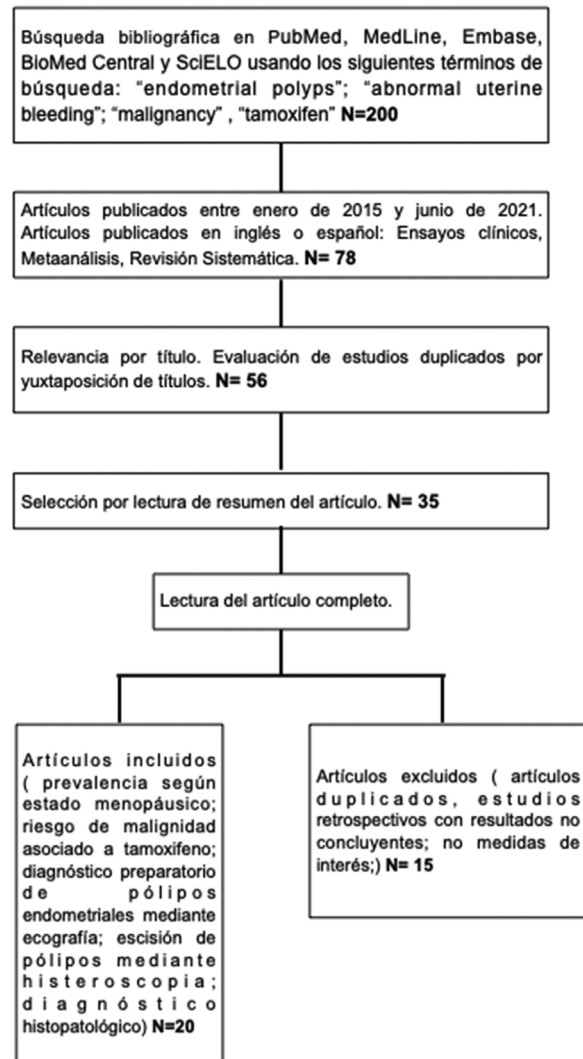 Búsqueda bibliográfica en PubMed, MedLine, Embase,
BioMed Central y SciELO usando los siguientes términos de
búsqueda: “endometrial polyps”; “abnormal uterine
bleeding”; “malignancy” , “tamoxifen” N=200
Artículos publicados entre enero de 2015 y junio de 2021.
Artículos publicados en inglés o español: Ensayos clínicos,
Metaanálisis, Revisión Sistemática. N= 78
Relevancia por título. Evaluación de estudios duplicados por
yuxtaposición de títulos. N= 56
Selección por lectura de resumen del artículo. N= 35
Lectura del artículo completo.
Artículos incluidos
( prevalencia según
estado menopáusico;
riesgo de malignidad
asociado a tamoxifeno;
diagnóstico preparatorio
de pólipos
endometriales mediante
ecografía; escisión de
pólipos mediante
histeroscopia;
diagnóstico
histopatológico) N=20
Artículos excluidos ( artículos
duplicados, estudios
retrospectivos con resultados no
concluyentes; no medidas de
interés;) N= 15